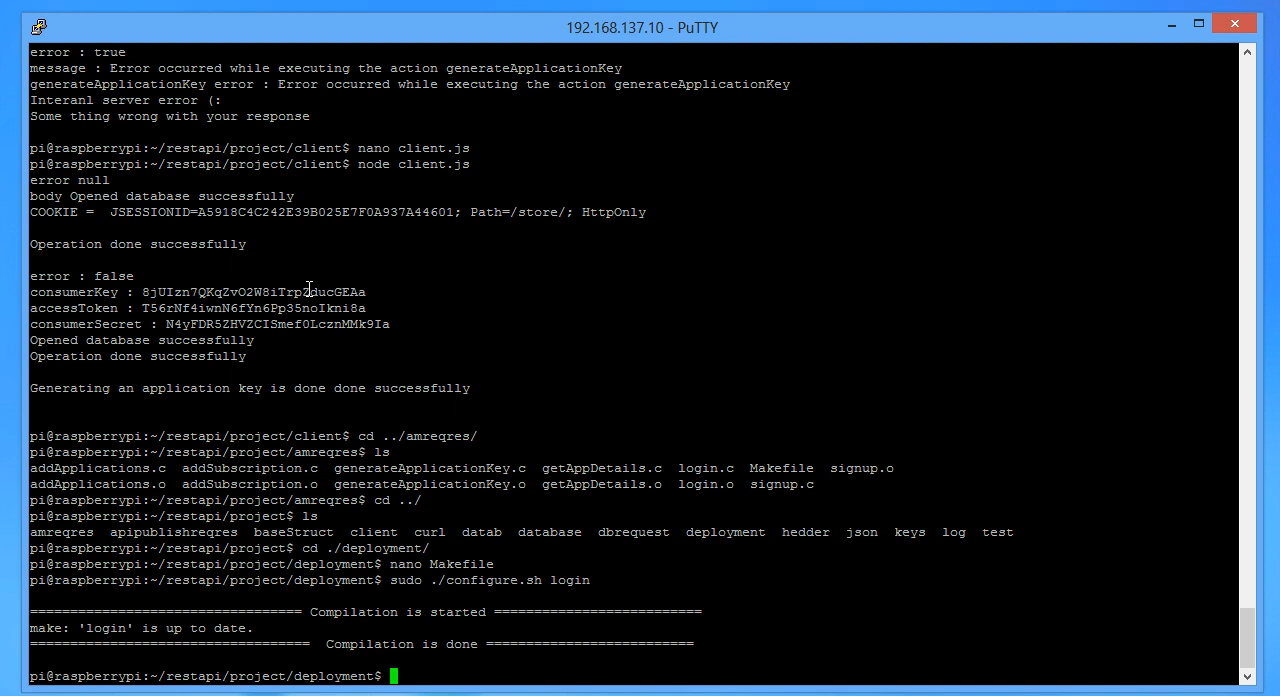 192.168.137.10 - PuTTY
error : true
message : Error occurred while executing the action generateApplicationKey
generateApplicationKey error : Error occurred while executing the action generateApplicationKey
Interanl server error (:
Some thing wrong with your response
pi@raspberrypi:~/restapi/project/client$ nano client.js
pi@raspberrypi:~/restapi/project/client$ node client.js
error null
body Opened database successfully
COOKIE =  JSESSIONID=A5918C4C242E39B025E7F0A937A44601; Path=/store/; HttpOnly
Operation done successfully
error : false
consumerKey : 8jUIzn7QKqZvO2W8iTrpZducGEAa
accessToken : T56rNf4iwnN6fYn6Pp35noIkni8a
consumerSecret : N4yFDR5ZHVZCISmef0LcznMMk9Ia
Opened database successfully
Operation done successfully
Generating an application key is done done successfully
pi@raspberrypi:~/restapi/project/client$ cd ../amreqres/
pi@raspberrypi:~/restapi/project/amreqres$ ls
addApplications.c  addSubscription.c  generateApplicationKey.c  getAppDetails.c  login.c  Makefile  signup.o
addApplications.o  addSubscription.o  generateApplicationKey.o  getAppDetails.o  login.o  signup.c
pi@raspberrypi:~/restapi/project/amreqres$ cd ../
pi@raspberrypi:~/restapi/project$ ls
amreqres  apipublishreqres  baseStruct  client  curl  datab  database  dbrequest  deployment  hedder  json  keys  log  test
pi@raspberrypi:~/restapi/project$ cd ./deployment/
pi@raspberrypi:~/restapi/project/deployment$ nano Makefile
pi@raspberrypi:~/restapi/project/deployment$ sudo ./configure.sh login
================================== Compilation is started ==========================
make: 'login' is up to date.
===================================  Compilation is done ==========================
pi@raspberrypi:~/restapi/project/deployment$